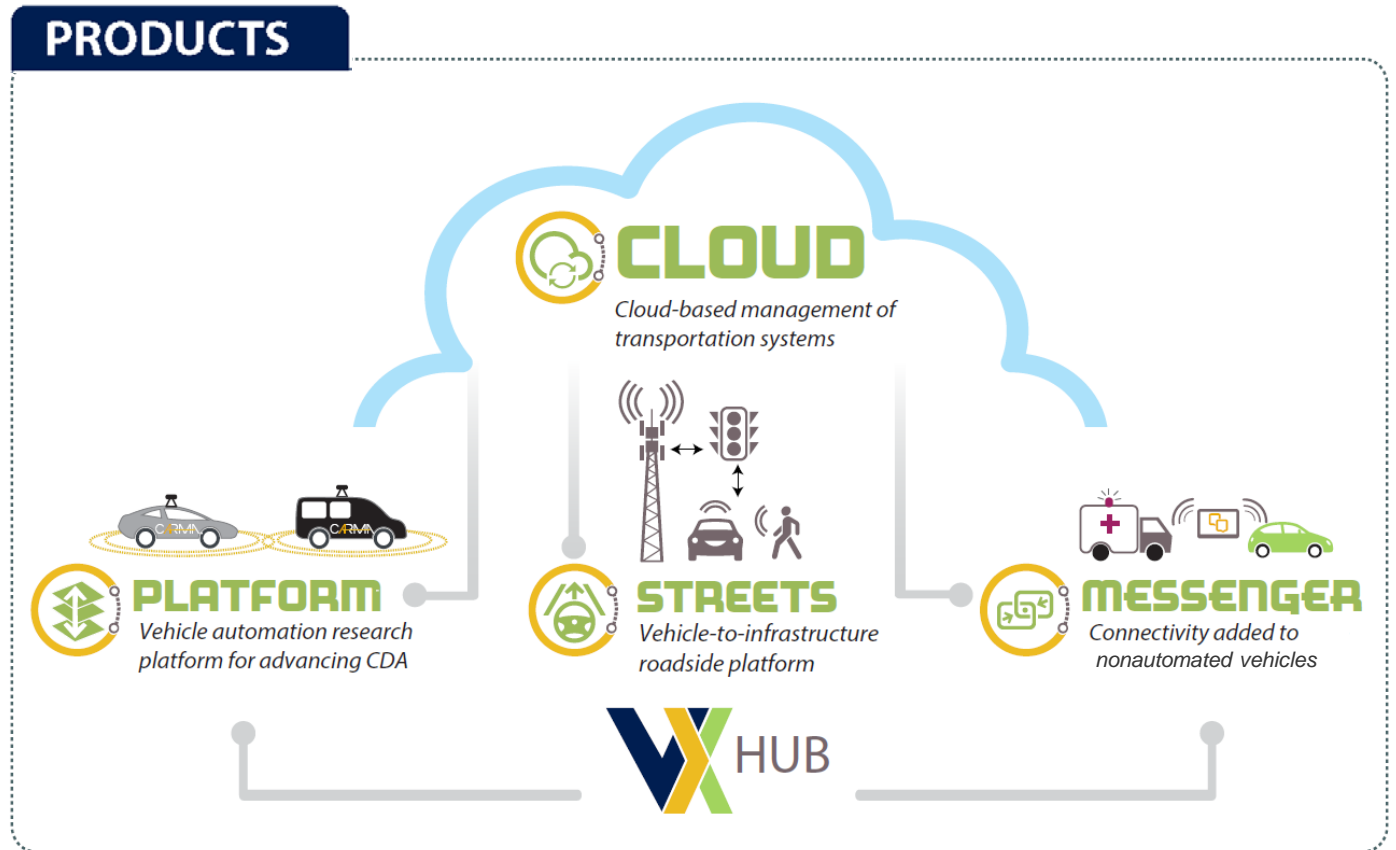 PRODUCTS
CLOUD
Cloud-based management of
transportation systems
CARMA
CARMA
PLATFORM
Vehicle automation research
platform for advancing CDA
STREETS
Vehicle-to-infrastructure
roadside platform
MESSENGER
Connectivity added to
nonautomated vehicles
VX HUB